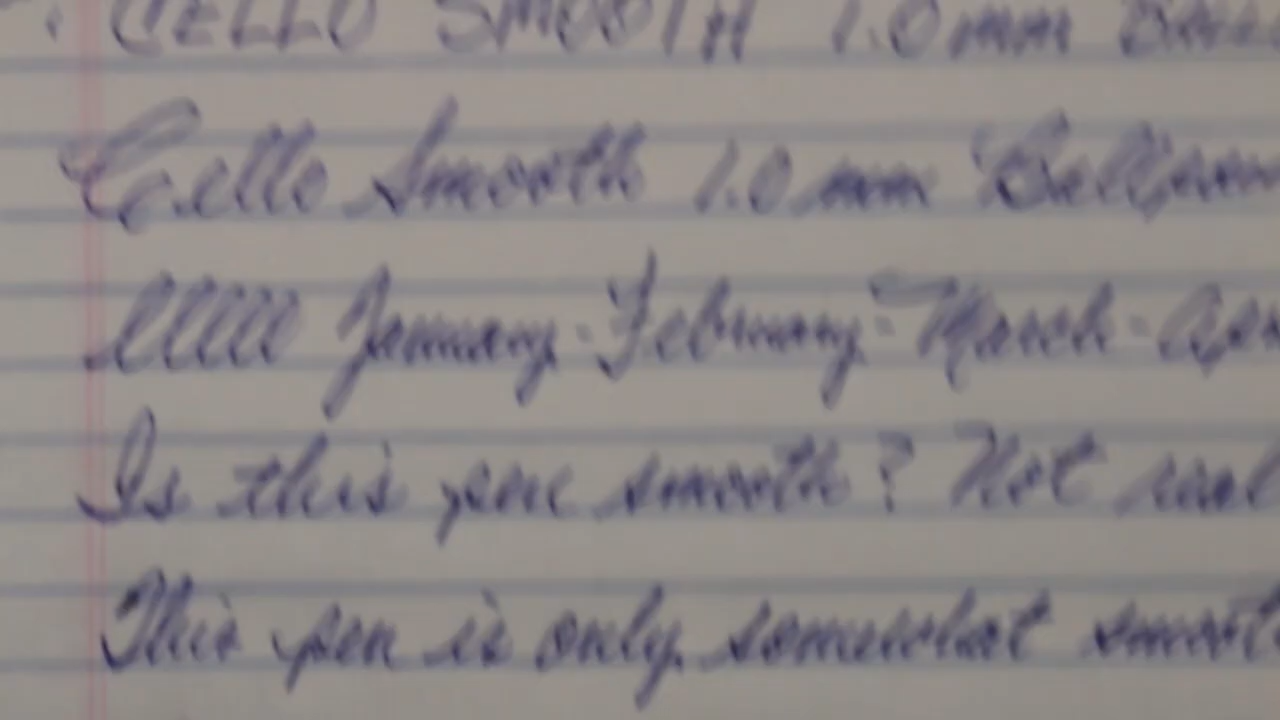 CELLO SMOOTH 1.0mm
Cello Smooth 1.0 mm
lllll January - February - March -
Is this pen smooth? Not
This pen is only somewhat